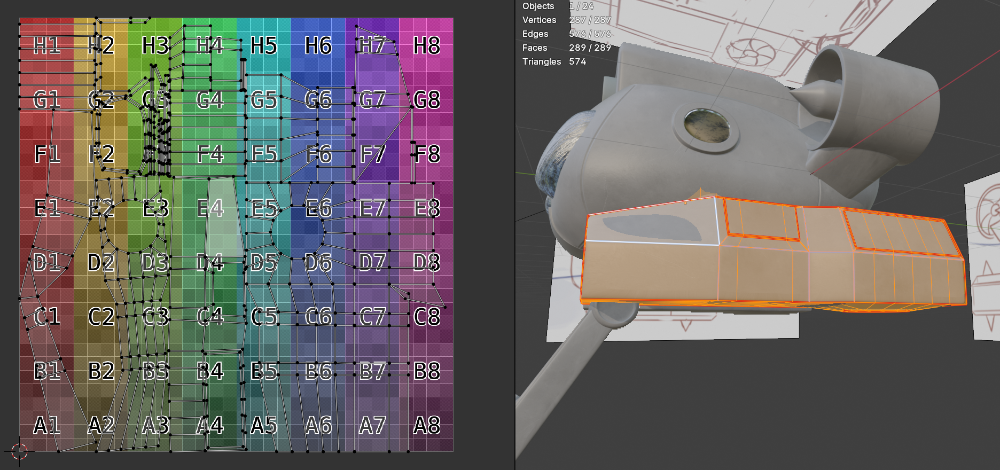 H1 H2 H3 H4 H5 H6 H7 H8
G1 G2 G3 G4 G5 G6 G7 G8
F1 F2 F4 F5 F6 F7 F8
E1 E2 E3 E4 E5 E6 E7 E8
D1 D2 D3 D4 D5 D6 D7 D8
C1 C2 C3 C4 C5 C6 C7 C8
B1 B2 B3 B4 B5 B6 B7 B8
A1 A2 A3 A4 A5 A6 A7 A8
Objects 1 / 24
Vertices 287 / 287
Edges 576 / 576
Faces 289 / 289
Triangles 574